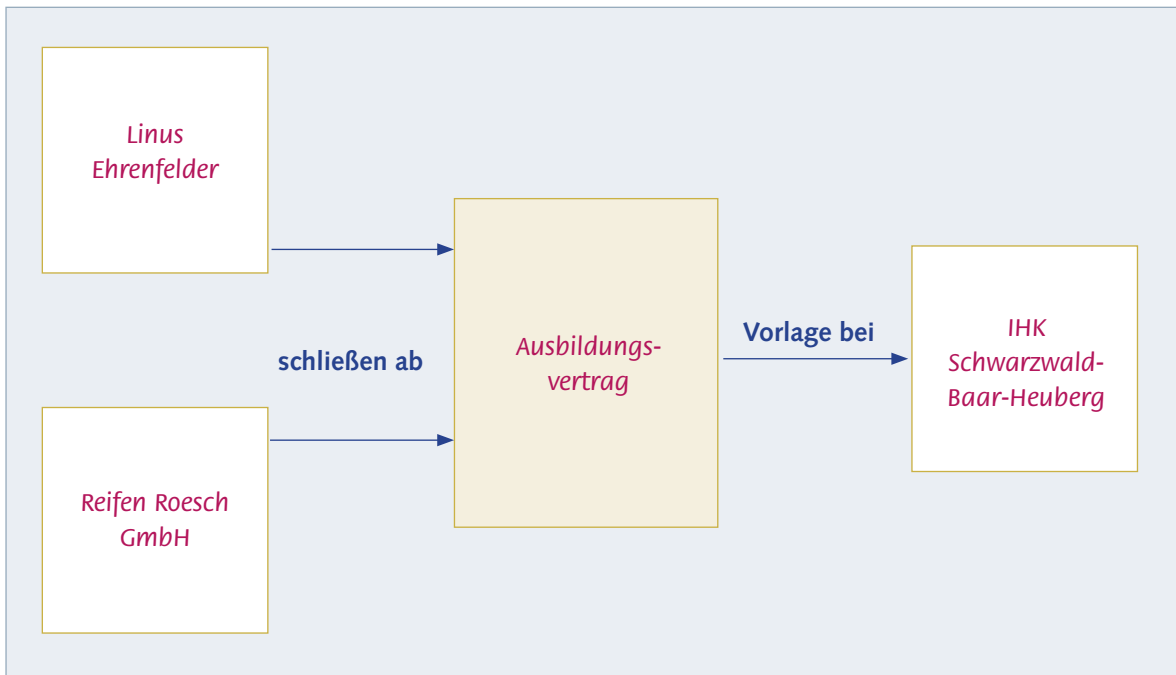 Linus
Ehrenfelder
schließen ab
Reifen Roesch
GmbH
Ausbildungs-
vertrag
Vorlage bei
IHK
Schwarzwald-
Baar-Heuberg